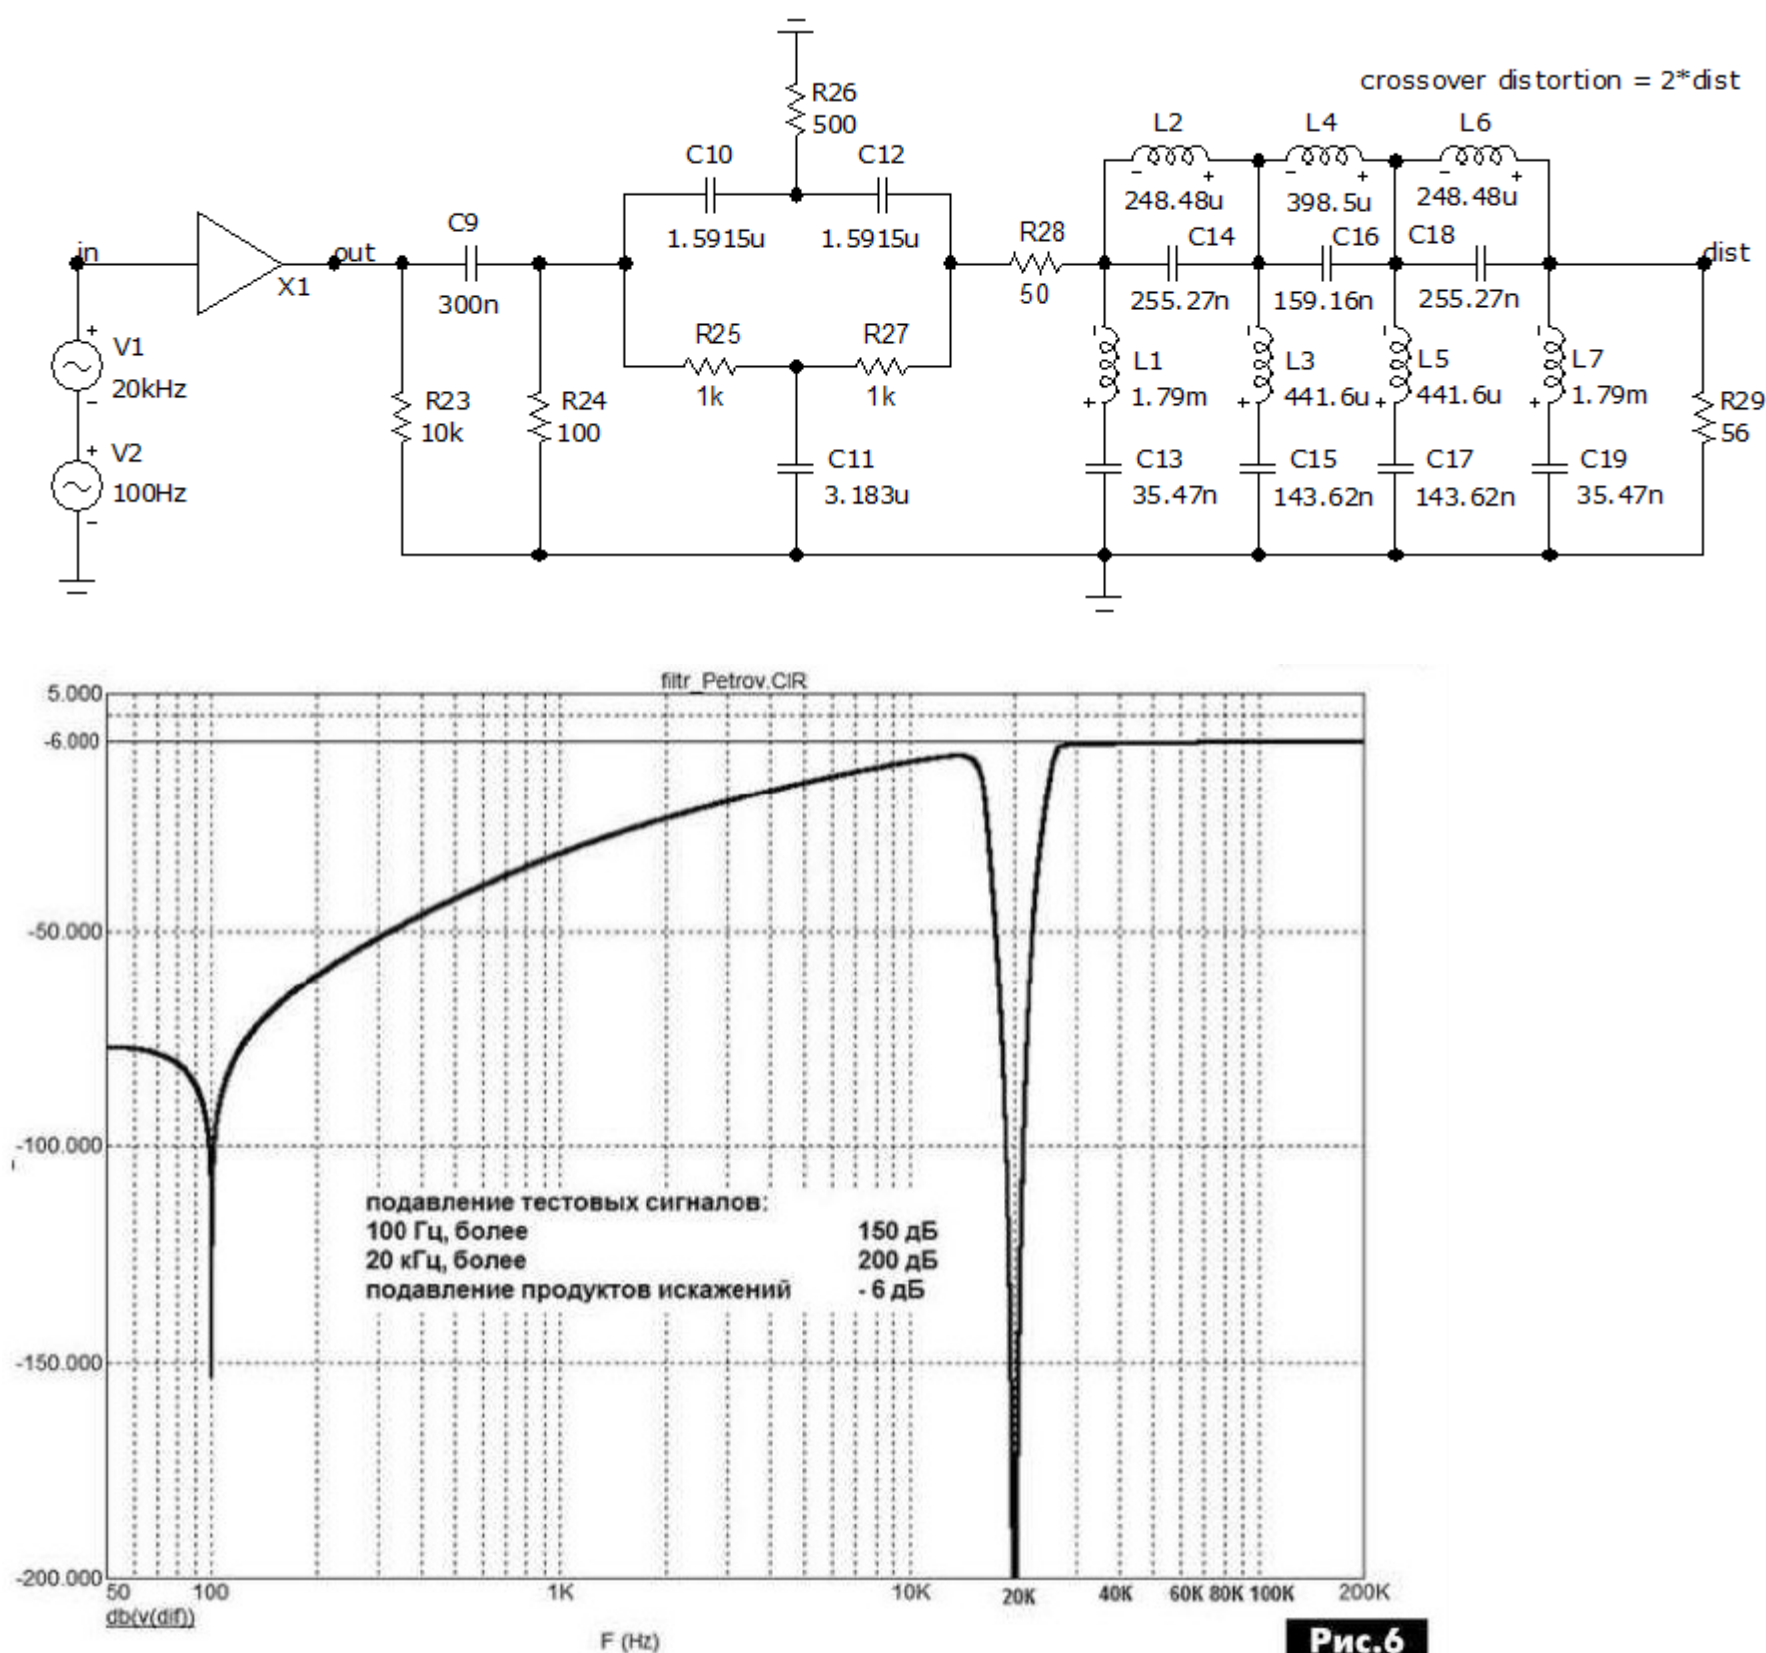 crossover distortion = 2*dist
R26
500
L2
L4
L6
248.48u
398.5u
248.48u
C10
C12
1.5915u
1.5915u
in
X1
out
C9
300n
R28
50
C14
C16
C18
255.27n
159.16n
255.27n
dist
V1
20kHz
V2
100Hz
R23
10k
R24
100
R25
1k
R27
1k
C11
3.183u
L1
1.79m
L3
441.6u
L5
441.6u
L7
1.79m
R29
56
C13
35.47n
C15
143.62n
C17
143.62n
C19
35.47n
filtr_Petrov.CIR
5.000
-6.000
-50.000
-100.000
-150.000
-200.000
подавление тестовых сигналов:
100 Гц, более 150 дБ
20 кГц, более 200 дБ
подавление продуктов искажений - 6 дБ
50 100 1K 10K 20K 40K 60K 80K 100K 200K
db(v(dif))
F (Hz)
Рис.6